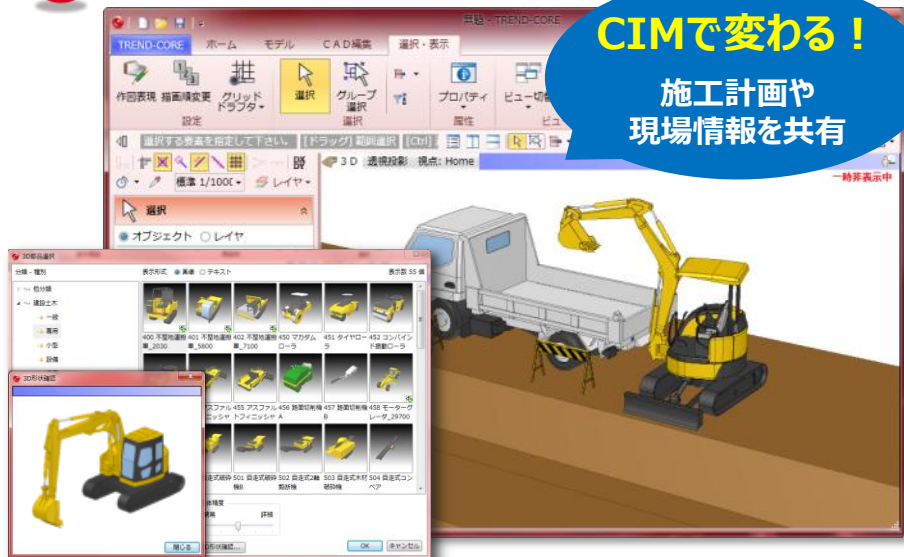 CIMで変わる！
施工計画や
現場情報を共有
無題 - TREND-CORE
TREND-CORE ホーム モデル CAD編集 選択・表示
作図表現 描画順変更 グリッドドラフタ 選択 グループ選択 プロパティ
設定 選択 属性
選択する要素を指定して下さい。 [ドラッグ] 範囲選択 [Ctrl]
3D 透視投影 視点: Home
一時非表示中
標準 1/100( レイヤ
選択
オブジェクト レイヤ
3D部品選択
分類 - 種別 表示形式 画像 テキスト 表示数 55 個
他分類
建設土木
一般
専用
小型
設備
400 不整地運搬車_2030 401 不整地運搬車_5800 402 不整地運搬車_7100 450 マカダムローラ 451 タイヤローラ 452 コンバインド振動ローラ
455 アスファルトフィニッシャ 456 路面切削機A 457 路面切削機B 458 モーターグレーダ_29700
501 自走式破砕機B 502 自走式2軸剪断機 503 自走式木材破砕機 504 自走式コンベア
詳細
3D形状確認
閉じる
OK キャンセル